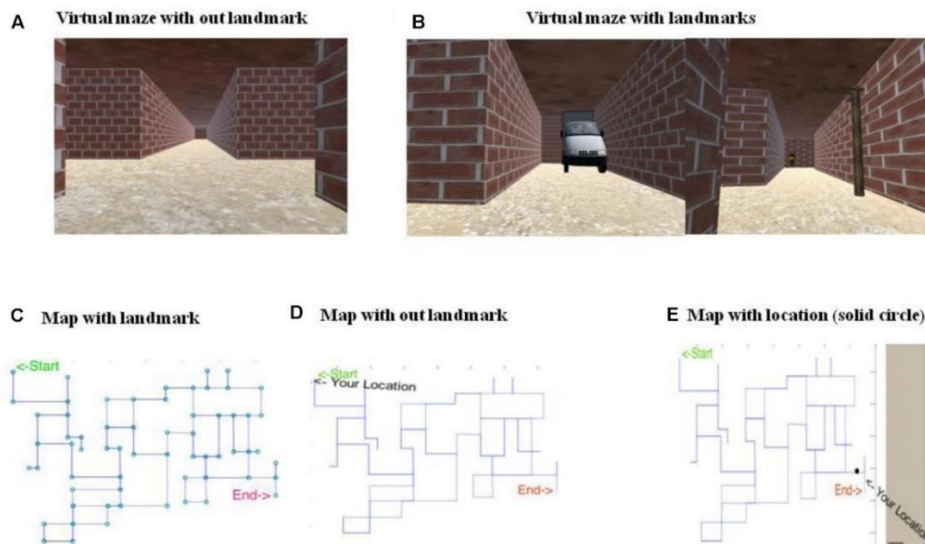 A Virtual maze with out landmark
B Virtual maze with landmarks
C Map with landmark
<-Start
End->
D Map with out landmark
<-Start
<- Your Location
End->
E Map with location (solid circle)
<-Start
End->
<- Your Location